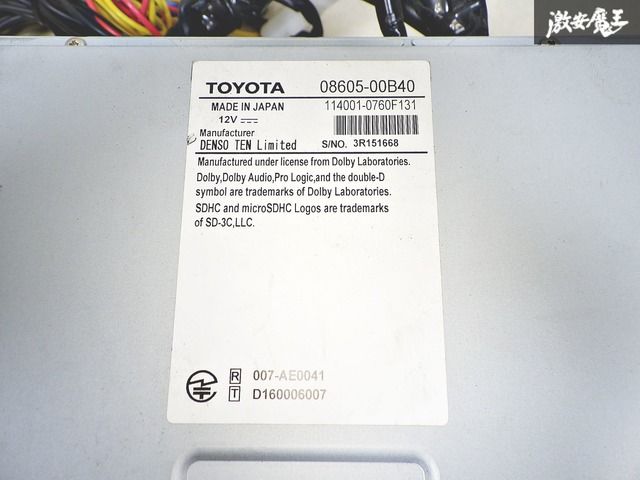 激安魔王
TOYOTA 08605-00B40
MADE IN JAPAN 114001-0760F131
12V
Manufacturer
DENSO TEN Limited S/NO. 3R151668
Manufactured under license from Dolby Laboratories.
Dolby,Dolby Audio,Pro Logic,and the double-D
symbol are trademarks of Dolby Laboratories.
SDHC and microSDHC Logos are trademarks
of SD-3C,LLC.
R 007-AE0041
T D160006007